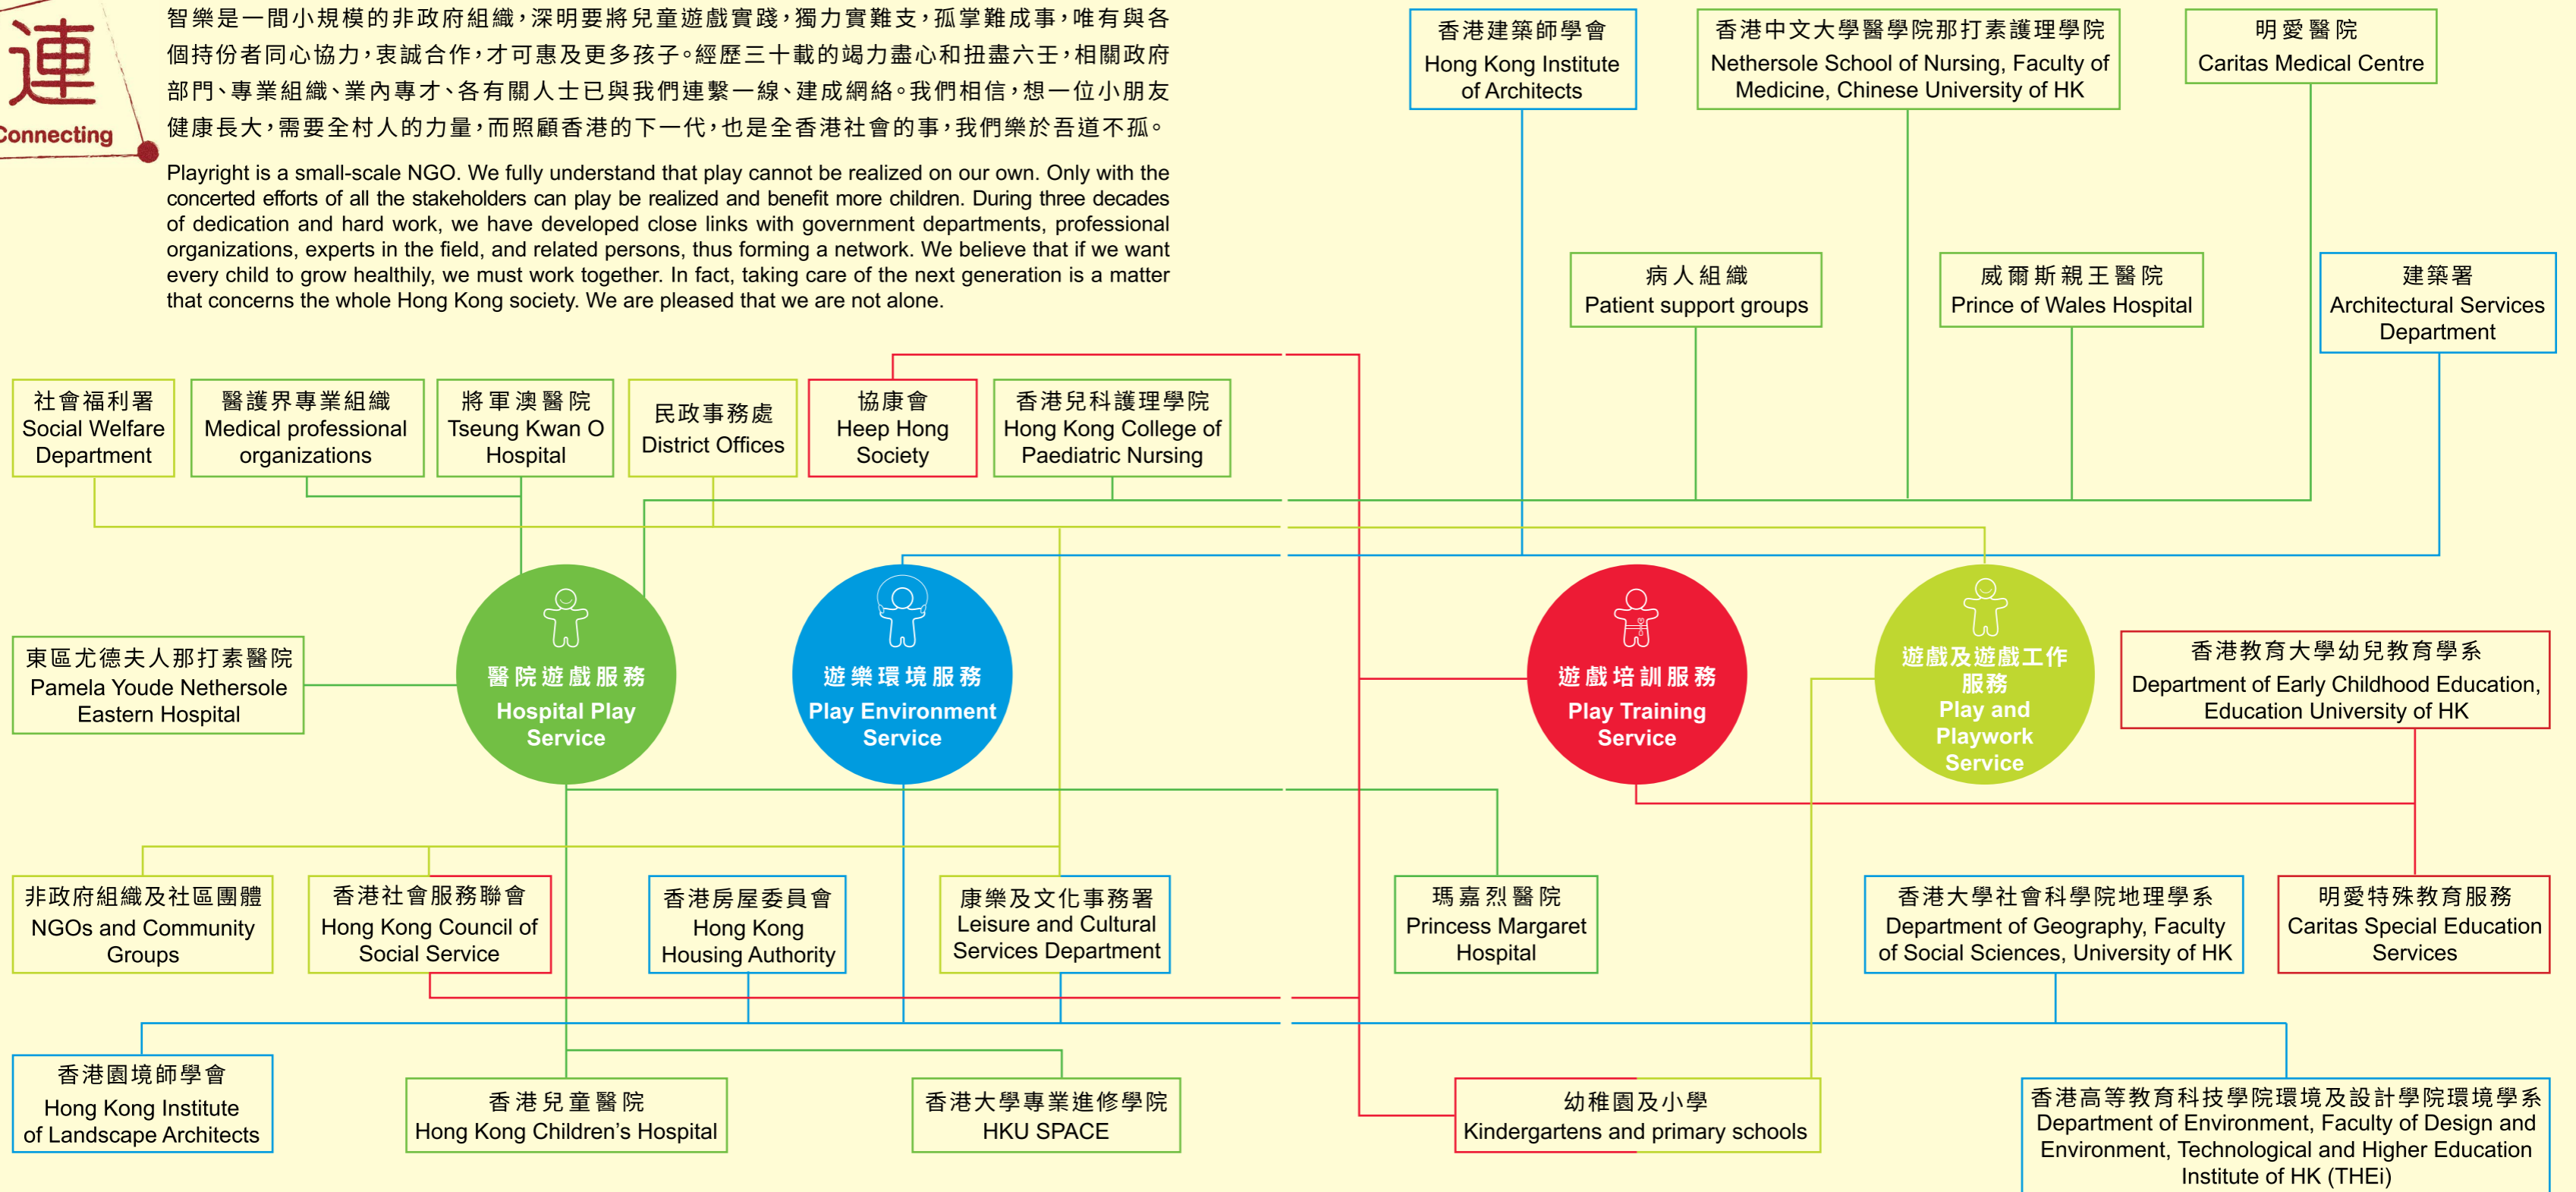 連
Connecting
智樂是一間小規模的非政府組織，深明要將兒童遊戲實踐，獨力實難支，孤掌難成事，唯有與各
個持份者同心協力，衷誠合作，才可惠及更多孩子。經歷三十載的竭力盡心和扭盡六壬，相關政府
部門、專業組織、業內專才、各有關人士已與我們連繫一線、建成網絡。我們相信，想一位小朋友
健康長大，需要全村人的力量，而照顧香港的下一代，也是全香港社會的事，我們樂於吾道不孤。
Playright is a small-scale NGO. We fully understand that play cannot be realized on our own. Only with the
concerted efforts of all the stakeholders can play be realized and benefit more children. During three decades
of dedication and hard work, we have developed close links with government departments, professional
organizations, experts in the field, and related persons, thus forming a network. We believe that if we want
every child to grow healthily, we must work together. In fact, taking care of the next generation is a matter
that concerns the whole Hong Kong society. We are pleased that we are not alone.
香港建築師學會
Hong Kong Institute
of Architects
香港中文大學醫學院那打素護理學院
Nethersole School of Nursing, Faculty of
Medicine, Chinese University of HK
明愛醫院
Caritas Medical Centre
病人組織
Patient support groups
威爾斯親王醫院
Prince of Wales Hospital
建築署
Architectural Services
Department
社會福利署
Social Welfare
Department
醫護界專業組織
Medical professional
organizations
將軍澳醫院
Tseung Kwan O
Hospital
民政事務處
District Offices
協康會
Heep Hong
Society
香港兒科護理學院
Hong Kong College of
Paediatric Nursing
東區尤德夫人那打素醫院
Pamela Youde Nethersole
Eastern Hospital
醫院遊戲服務
Hospital Play
Service
遊樂環境服務
Play Environment
Service
遊戲培訓服務
Play Training
Service
遊戲及遊戲工作
服務
Play and
Playwork
Service
香港教育大學幼兒教育學系
Department of Early Childhood Education,
Education University of HK
非政府組織及社區團體
NGOs and Community
Groups
香港社會服務聯會
Hong Kong Council of
Social Service
香港房屋委員會
Hong Kong
Housing Authority
康樂及文化事務署
Leisure and Cultural
Services Department
瑪嘉烈醫院
Princess Margaret
Hospital
香港大學社會科學院地理學系
Department of Geography, Faculty
of Social Sciences, University of HK
明愛特殊教育服務
Caritas Special Education
Services
香港園境師學會
Hong Kong Institute
of Landscape Architects
香港兒童醫院
Hong Kong Children’s Hospital
香港大學專業進修學院
HKU SPACE
幼稚園及小學
Kindergartens and primary schools
香港高等教育科技學院環境及設計學院環境學系
Department of Environment, Faculty of Design and
Environment, Technological and Higher Education
Institute of HK (THEi)